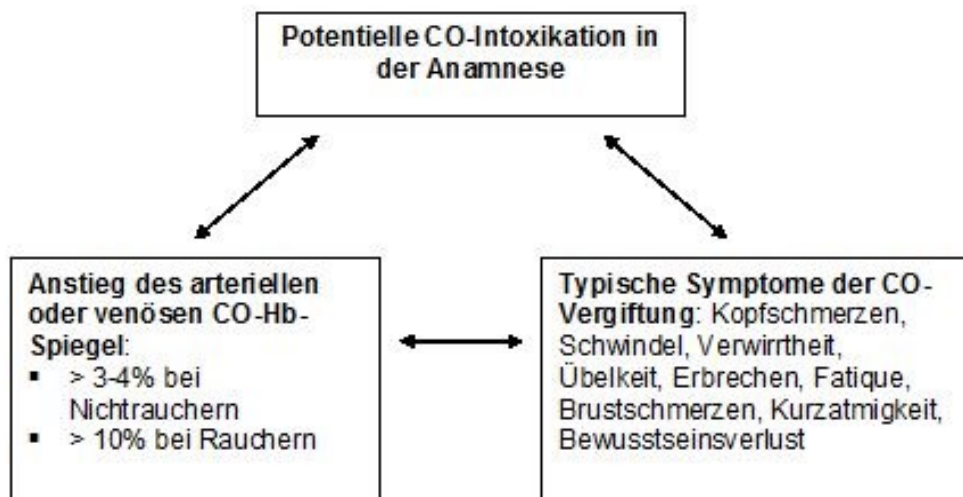 Potentielle CO-Intoxikation in
der Anamnese
Anstieg des arteriellen
oder venösen CO-Hb-
Spiegel:
▪ > 3-4% bei
Nichtrauchern
▪ > 10% bei Rauchern
Typische Symptome der CO-
Vergiftung: Kopfschmerzen,
Schwindel, Verwirrtheit,
Übelkeit, Erbrechen, Fatique,
Brustschmerzen, Kurzatmigkeit,
Bewusstseinsverlust